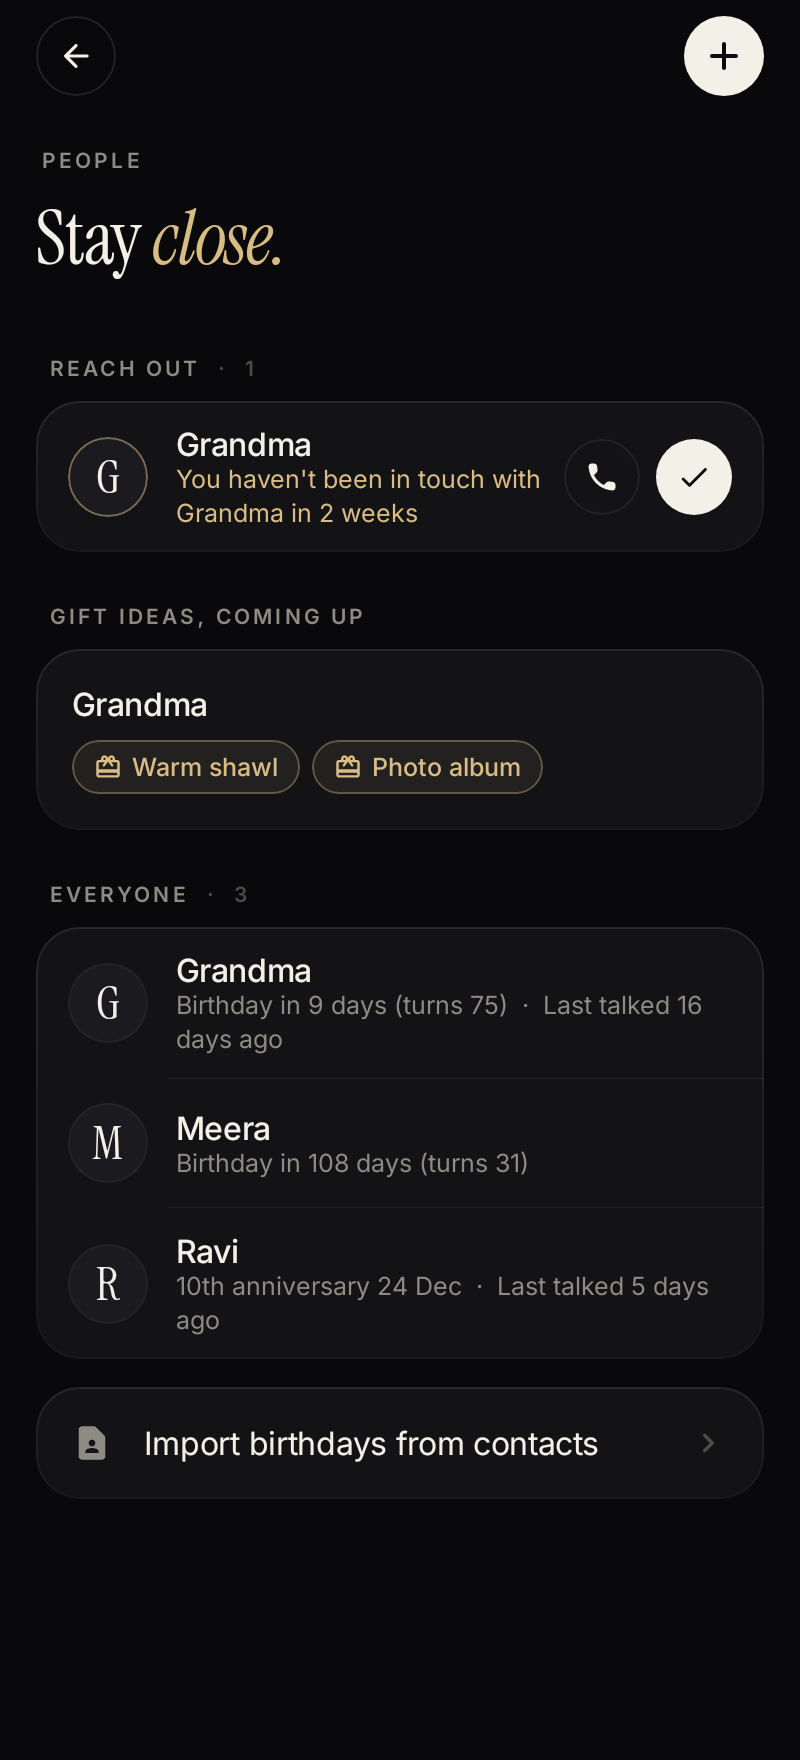 PEOPLE
Stay close.
REACH OUT · 1
G
Grandma
You haven't been in touch with
Grandma in 2 weeks
GIFT IDEAS, COMING UP
Grandma
Warm shawl
Photo album
EVERYONE · 3
G
Grandma
Birthday in 9 days (turns 75) · Last talked 16
days ago
M
Meera
Birthday in 108 days (turns 31)
R
Ravi
10th anniversary 24 Dec · Last talked 5 days
ago
Import birthdays from contacts